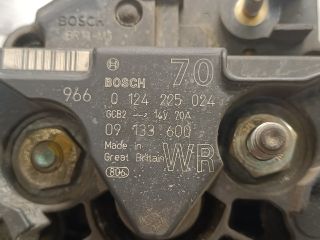 BOSCH
BOSCH 70
966 0 124 225 024
GCB2 14V 20A
09 133 600
Made in
Great Britain WR
806